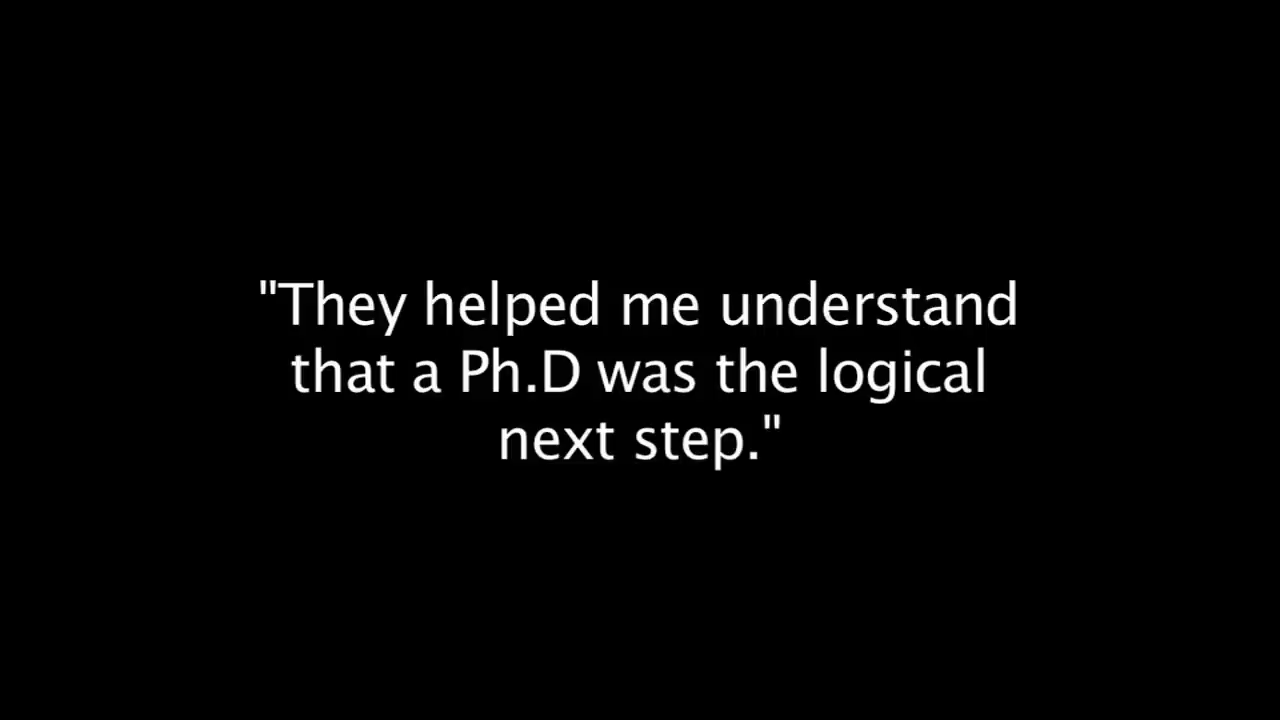 "They helped me understand
that a Ph.D was the logical
next step."